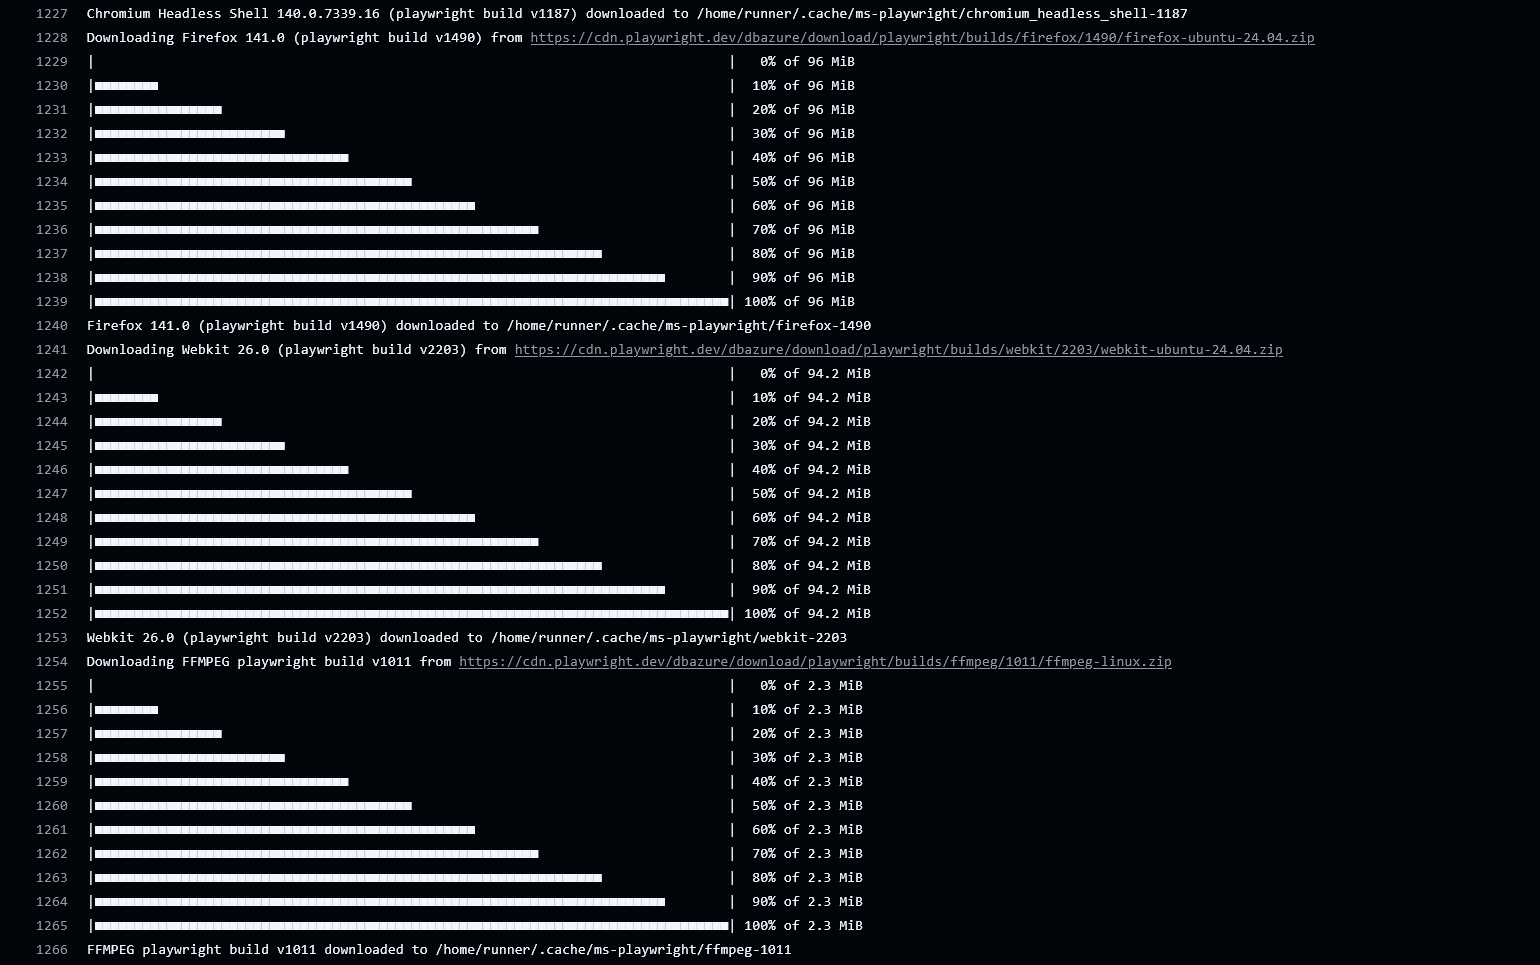 1227 Chromium Headless Shell 140.0.7339.16 (playwright build v1187) downloaded to /home/runner/.cache/ms-playwright/chromium_headless_shell-1187
1228 Downloading Firefox 141.0 (playwright build v1490) from https://cdn.playwright.dev/dbazure/download/playwright/builds/firefox/1490/firefox-ubuntu-24.04.zip
1229 | | 0% of 96 MiB
1230 |■■■■■■■■ | 10% of 96 MiB
1231 |■■■■■■■■■■■■■■■■ | 20% of 96 MiB
1232 |■■■■■■■■■■■■■■■■■■■■■■■■ | 30% of 96 MiB
1233 |■■■■■■■■■■■■■■■■■■■■■■■■■■■■■■■■ | 40% of 96 MiB
1234 |■■■■■■■■■■■■■■■■■■■■■■■■■■■■■■■■■■■■■■■■ | 50% of 96 MiB
1235 |■■■■■■■■■■■■■■■■■■■■■■■■■■■■■■■■■■■■■■■■■■■■■■■■ | 60% of 96 MiB
1236 |■■■■■■■■■■■■■■■■■■■■■■■■■■■■■■■■■■■■■■■■■■■■■■■■■■■■■■■■ | 70% of 96 MiB
1237 |■■■■■■■■■■■■■■■■■■■■■■■■■■■■■■■■■■■■■■■■■■■■■■■■■■■■■■■■■■■■■■■■ | 80% of 96 MiB
1238 |■■■■■■■■■■■■■■■■■■■■■■■■■■■■■■■■■■■■■■■■■■■■■■■■■■■■■■■■■■■■■■■■■■■■■■■■ | 90% of 96 MiB
1239 |■■■■■■■■■■■■■■■■■■■■■■■■■■■■■■■■■■■■■■■■■■■■■■■■■■■■■■■■■■■■■■■■■■■■■■■■■■■■■■■■| 100% of 96 MiB
1240 Firefox 141.0 (playwright build v1490) downloaded to /home/runner/.cache/ms-playwright/firefox-1490
1241 Downloading Webkit 26.0 (playwright build v2203) from https://cdn.playwright.dev/dbazure/download/playwright/builds/webkit/2203/webkit-ubuntu-24.04.zip
1242 | | 0% of 94.2 MiB
1243 |■■■■■■■■ | 10% of 94.2 MiB
1244 |■■■■■■■■■■■■■■■■ | 20% of 94.2 MiB
1245 |■■■■■■■■■■■■■■■■■■■■■■■■ | 30% of 94.2 MiB
1246 |■■■■■■■■■■■■■■■■■■■■■■■■■■■■■■■■ | 40% of 94.2 MiB
1247 |■■■■■■■■■■■■■■■■■■■■■■■■■■■■■■■■■■■■■■■■ | 50% of 94.2 MiB
1248 |■■■■■■■■■■■■■■■■■■■■■■■■■■■■■■■■■■■■■■■■■■■■■■■■ | 60% of 94.2 MiB
1249 |■■■■■■■■■■■■■■■■■■■■■■■■■■■■■■■■■■■■■■■■■■■■■■■■■■■■■■■■ | 70% of 94.2 MiB
1250 |■■■■■■■■■■■■■■■■■■■■■■■■■■■■■■■■■■■■■■■■■■■■■■■■■■■■■■■■■■■■■■■■ | 80% of 94.2 MiB
1251 |■■■■■■■■■■■■■■■■■■■■■■■■■■■■■■■■■■■■■■■■■■■■■■■■■■■■■■■■■■■■■■■■■■■■■■■■ | 90% of 94.2 MiB
1252 |■■■■■■■■■■■■■■■■■■■■■■■■■■■■■■■■■■■■■■■■■■■■■■■■■■■■■■■■■■■■■■■■■■■■■■■■■■■■■■■■| 100% of 94.2 MiB
1253 Webkit 26.0 (playwright build v2203) downloaded to /home/runner/.cache/ms-playwright/webkit-2203
1254 Downloading FFMPEG playwright build v1011 from https://cdn.playwright.dev/dbazure/download/playwright/builds/ffmpeg/1011/ffmpeg-linux.zip
1255 | | 0% of 2.3 MiB
1256 |■■■■■■■■ | 10% of 2.3 MiB
1257 |■■■■■■■■■■■■■■■■ | 20% of 2.3 MiB
1258 |■■■■■■■■■■■■■■■■■■■■■■■■ | 30% of 2.3 MiB
1259 |■■■■■■■■■■■■■■■■■■■■■■■■■■■■■■■■ | 40% of 2.3 MiB
1260 |■■■■■■■■■■■■■■■■■■■■■■■■■■■■■■■■■■■■■■■■ | 50% of 2.3 MiB
1261 |■■■■■■■■■■■■■■■■■■■■■■■■■■■■■■■■■■■■■■■■■■■■■■■■ | 60% of 2.3 MiB
1262 |■■■■■■■■■■■■■■■■■■■■■■■■■■■■■■■■■■■■■■■■■■■■■■■■■■■■■■■■ | 70% of 2.3 MiB
1263 |■■■■■■■■■■■■■■■■■■■■■■■■■■■■■■■■■■■■■■■■■■■■■■■■■■■■■■■■■■■■■■■■ | 80% of 2.3 MiB
1264 |■■■■■■■■■■■■■■■■■■■■■■■■■■■■■■■■■■■■■■■■■■■■■■■■■■■■■■■■■■■■■■■■■■■■■■■■ | 90% of 2.3 MiB
1265 |■■■■■■■■■■■■■■■■■■■■■■■■■■■■■■■■■■■■■■■■■■■■■■■■■■■■■■■■■■■■■■■■■■■■■■■■■■■■■■■■| 100% of 2.3 MiB
1266 FFMPEG playwright build v1011 downloaded to /home/runner/.cache/ms-playwright/ffmpeg-1011